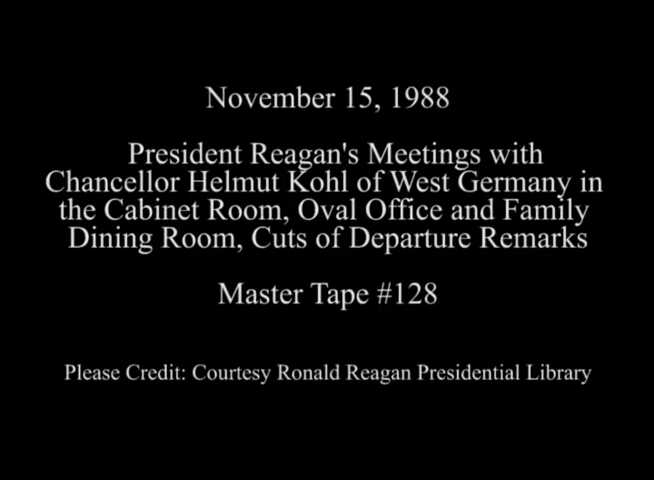 November 15, 1988
President Reagan's Meetings with
Chancellor Helmut Kohl of West Germany in
the Cabinet Room, Oval Office and Family
Dining Room, Cuts of Departure Remarks
Master Tape #128
Please Credit: Courtesy Ronald Reagan Presidential Library